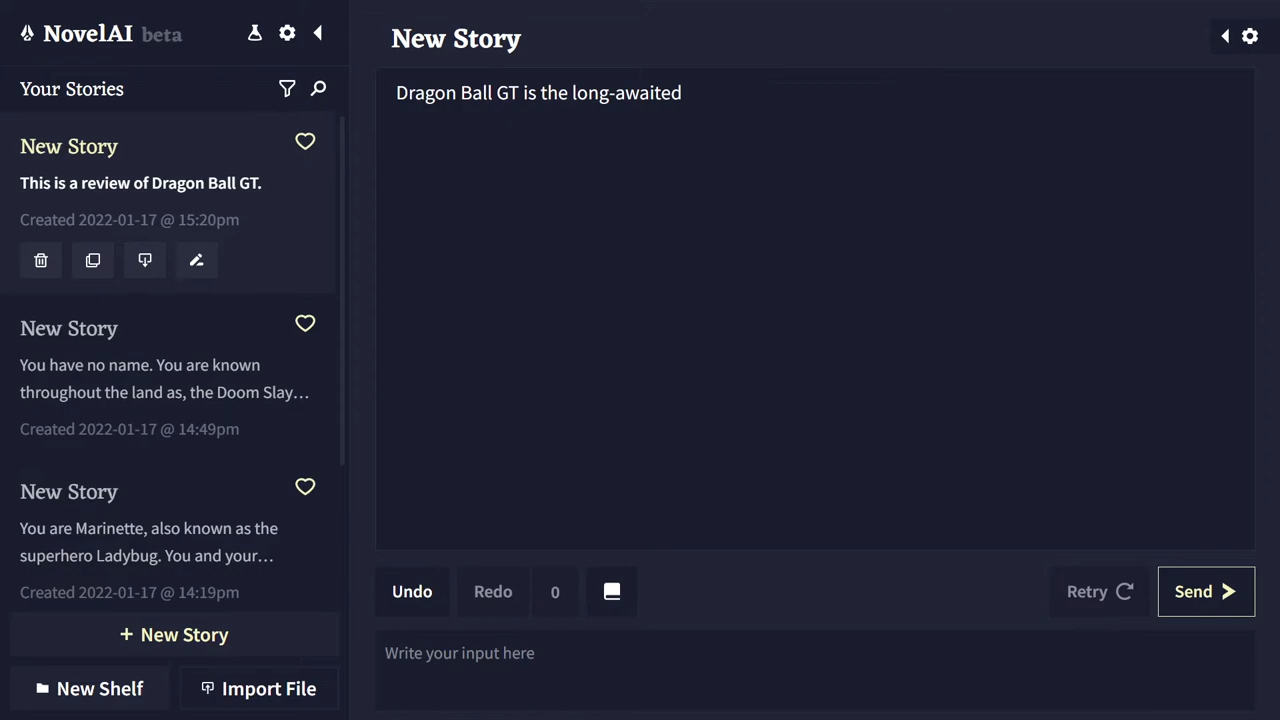 NovelAI beta
Your Stories
New Story
This is a review of Dragon Ball GT.
Created 2022-01-17 @ 15:20pm
New Story
You have no name. You are known
throughout the land as, the Doom Slay…
Created 2022-01-17 @ 14:49pm
New Story
You are Marinette, also known as the
superhero Ladybug. You and your…
Created 2022-01-17 @ 14:19pm
+ New Story
New Shelf
Import File
New Story
Dragon Ball GT is the long-awaited
Undo
Redo
0
Retry
Send
Write your input here